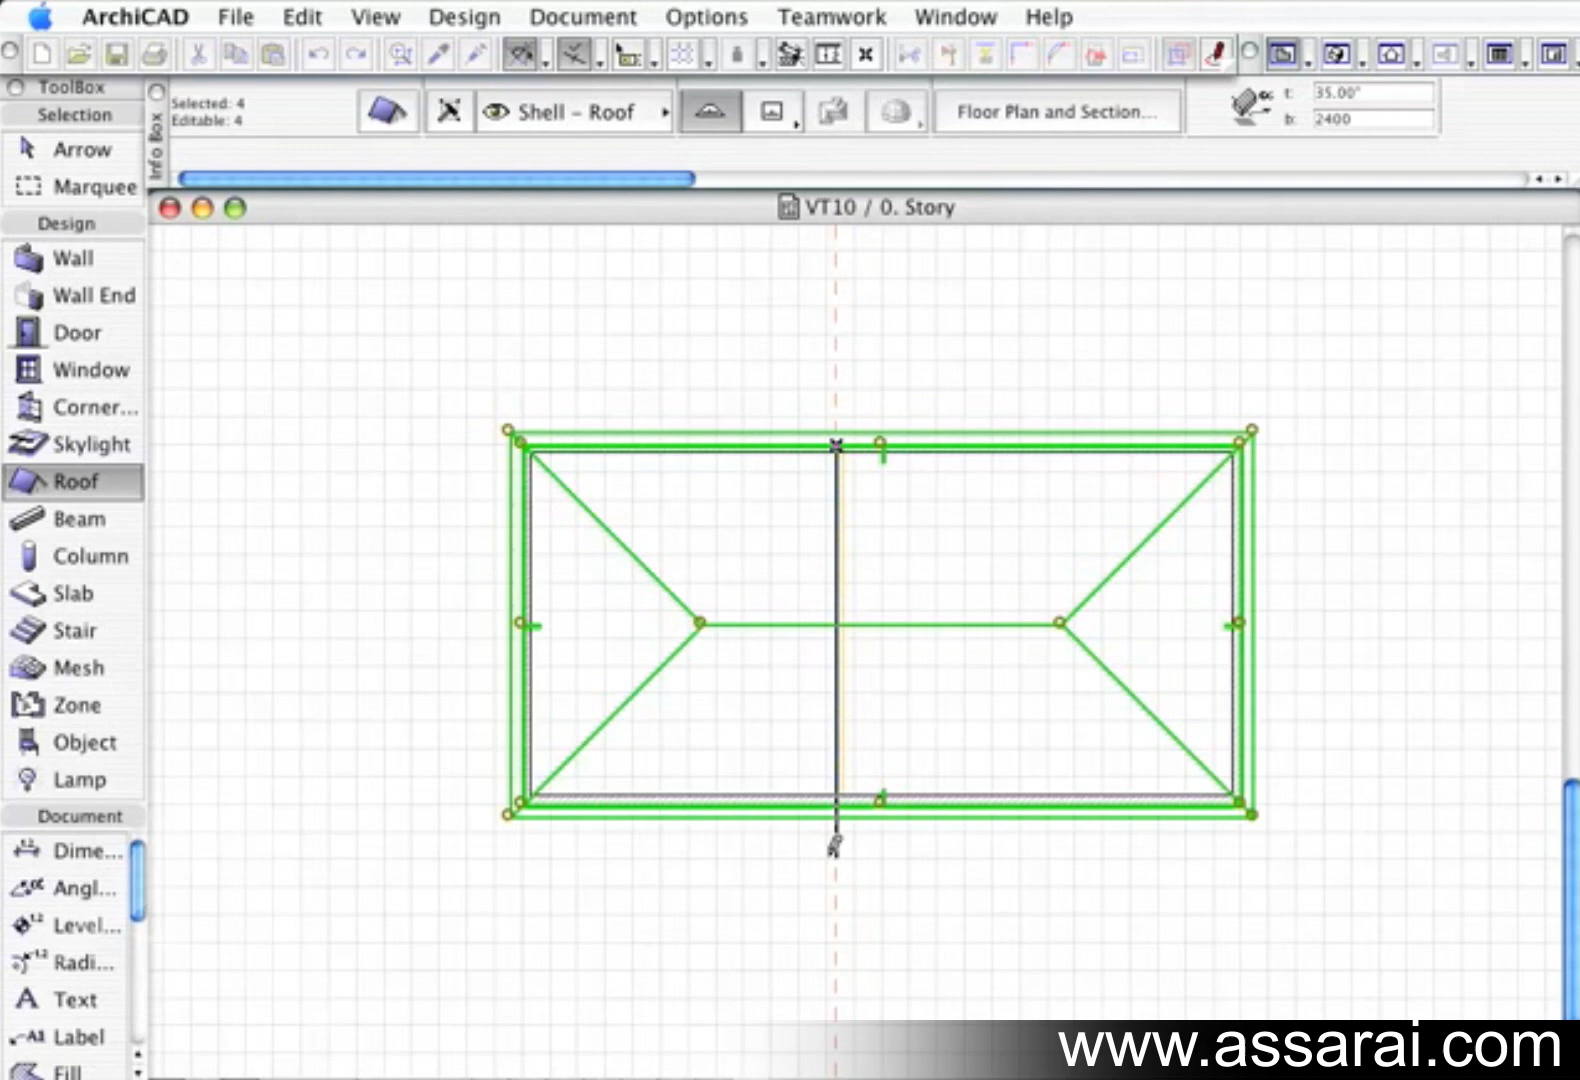 ArchiCAD File Edit View Design Document Options Teamwork Window Help
ToolBox
Selection
Arrow
Marquee
Design
Wall
Wall End
Door
Window
Corner...
Skylight
Roof
Beam
Column
Slab
Stair
Mesh
Zone
Object
Lamp
Document
Dime...
Angl...
Level...
Radi...
A Text
A1 Label
Fill
Info Box
Selected: 4
Editable: 4
Shell - Roof
Floor Plan and Section...
t: 35.00°
b: 2400
VT10 / 0. Story
www.assarai.com